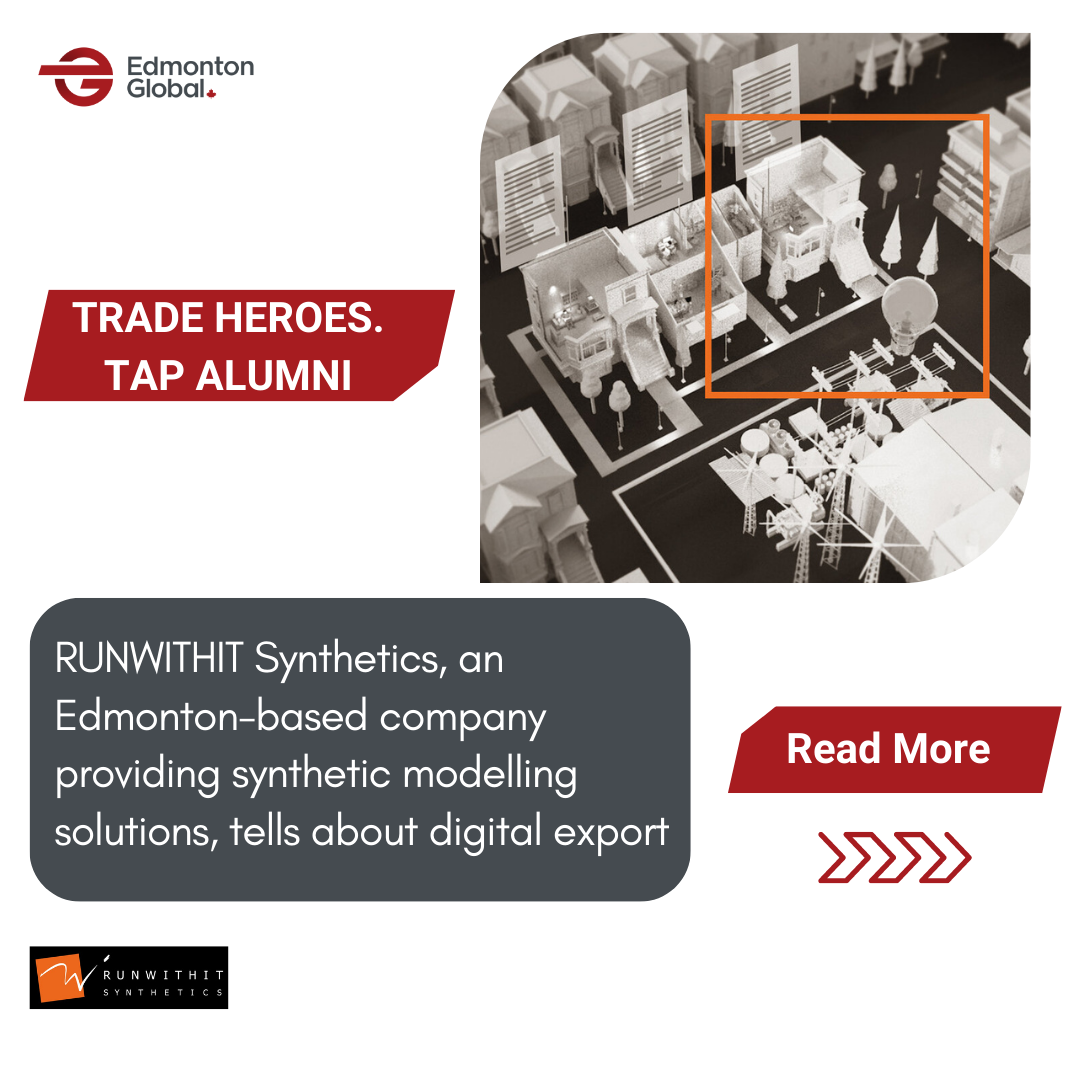 Edmonton
Global
TRADE HEROES.
TAP ALUMNI
RUNWITHIT Synthetics, an
Edmonton-based company
providing synthetic modelling
solutions, tells about digital export
Read More
RUNWITHIT
SYNTHETICS